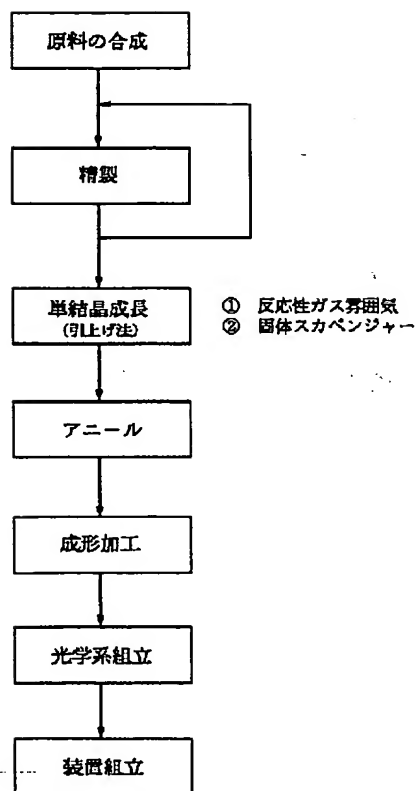 原料の合成
精製
単結晶成長
(引上げ法)
① 反応性ガス雰囲気
② 固体スカベンジャー
アニール
成形加工
光学系組立
装置組立